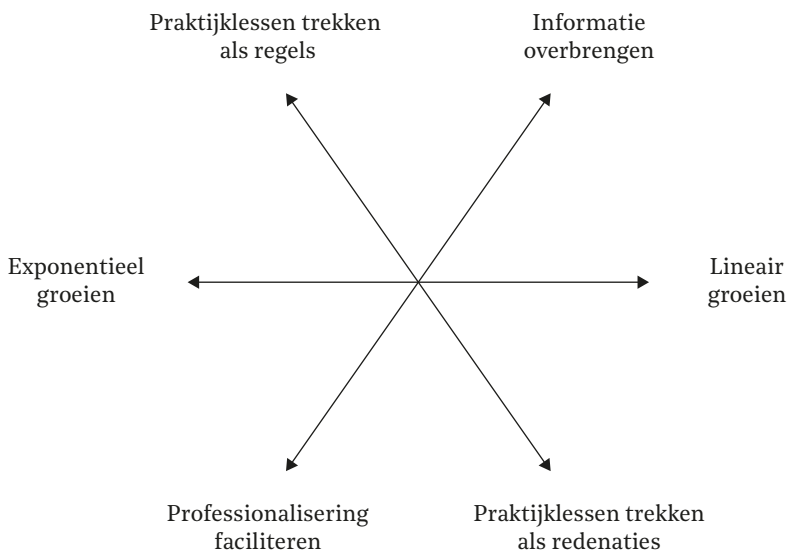 Praktijklessen trekken
als regels
Informatie
overbrengen
Exponentieel
groeien
Lineair
groeien
Professionalisering
faciliteren
Praktijklessen trekken
als redenaties